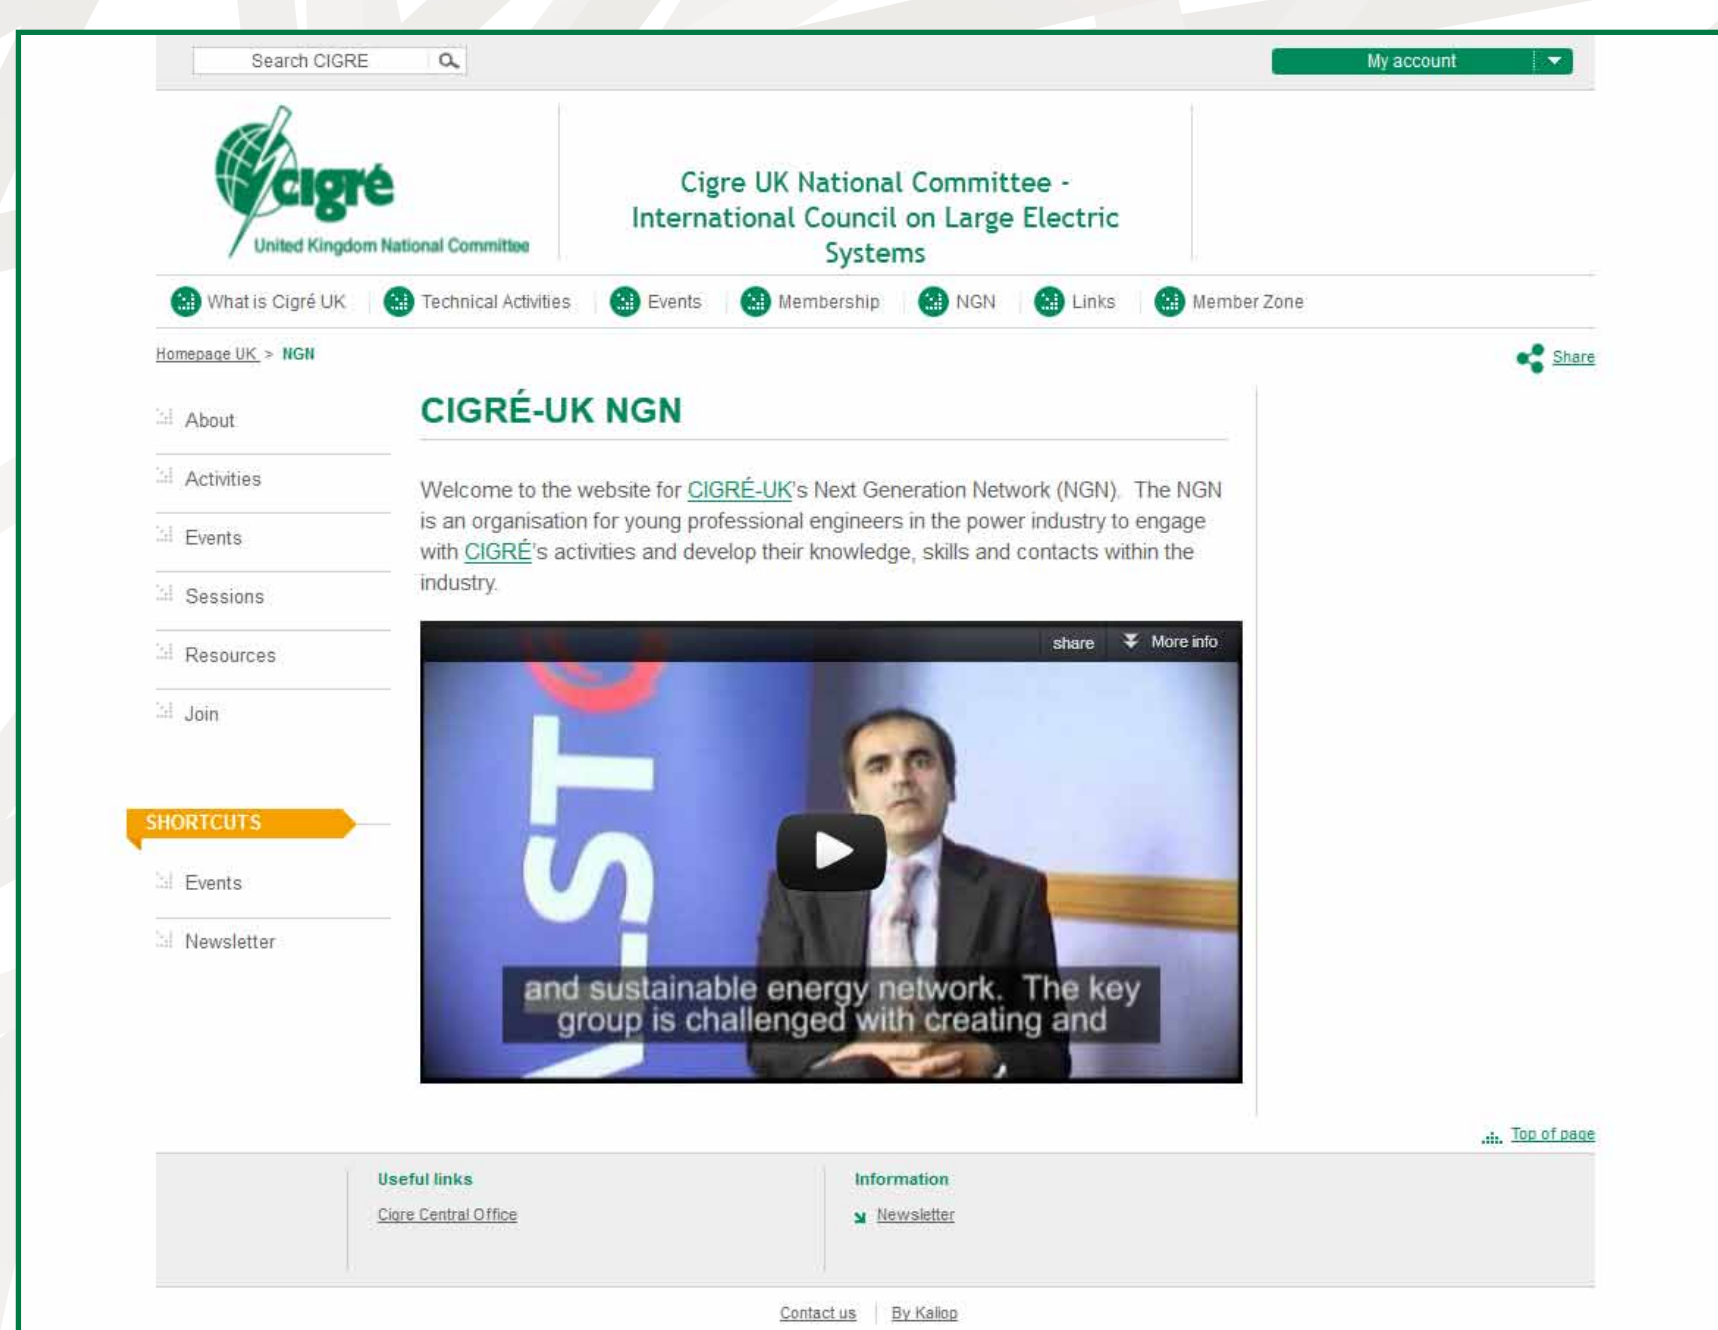 Search CIGRE
My account
cigré
United Kingdom National Committee
Cigre UK National Committee -
International Council on Large Electric
Systems
What is Cigré UK
Technical Activities
Events
Membership
NGN
Links
Member Zone
Homepage UK > NGN
Share
About
Activities
Events
Sessions
Resources
Join
SHORTCUTS
Events
Newsletter
CIGRÉ-UK NGN
Welcome to the website for CIGRÉ-UK's Next Generation Network (NGN). The NGN
is an organisation for young professional engineers in the power industry to engage
with CIGRÉ's activities and develop their knowledge, skills and contacts within the
industry.
share
More info
ALSTO
and sustainable energy network. The key
group is challenged with creating and
Top of page
Useful links
Cigre Central Office
Information
Newsletter
Contact us
By Kaliop